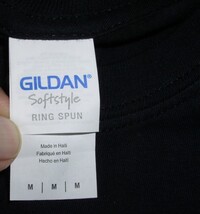 GILDAN®
Softstyle
RING SPUN
Made in Haiti
Fabriqué en Haïti
Hecho en Haití
M M M